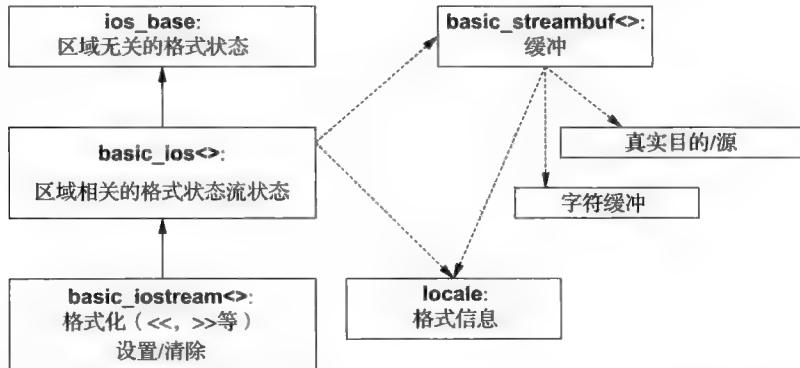 ios_base:
区域无关的格式状态
basic_streambuf<>:
缓冲
basic_ios<>:
区域相关的格式状态流状态
真实目的/源
字符缓冲
basic_iostream<>:
格式化（<<，>>等）
设置/清除
locale:
格式信息